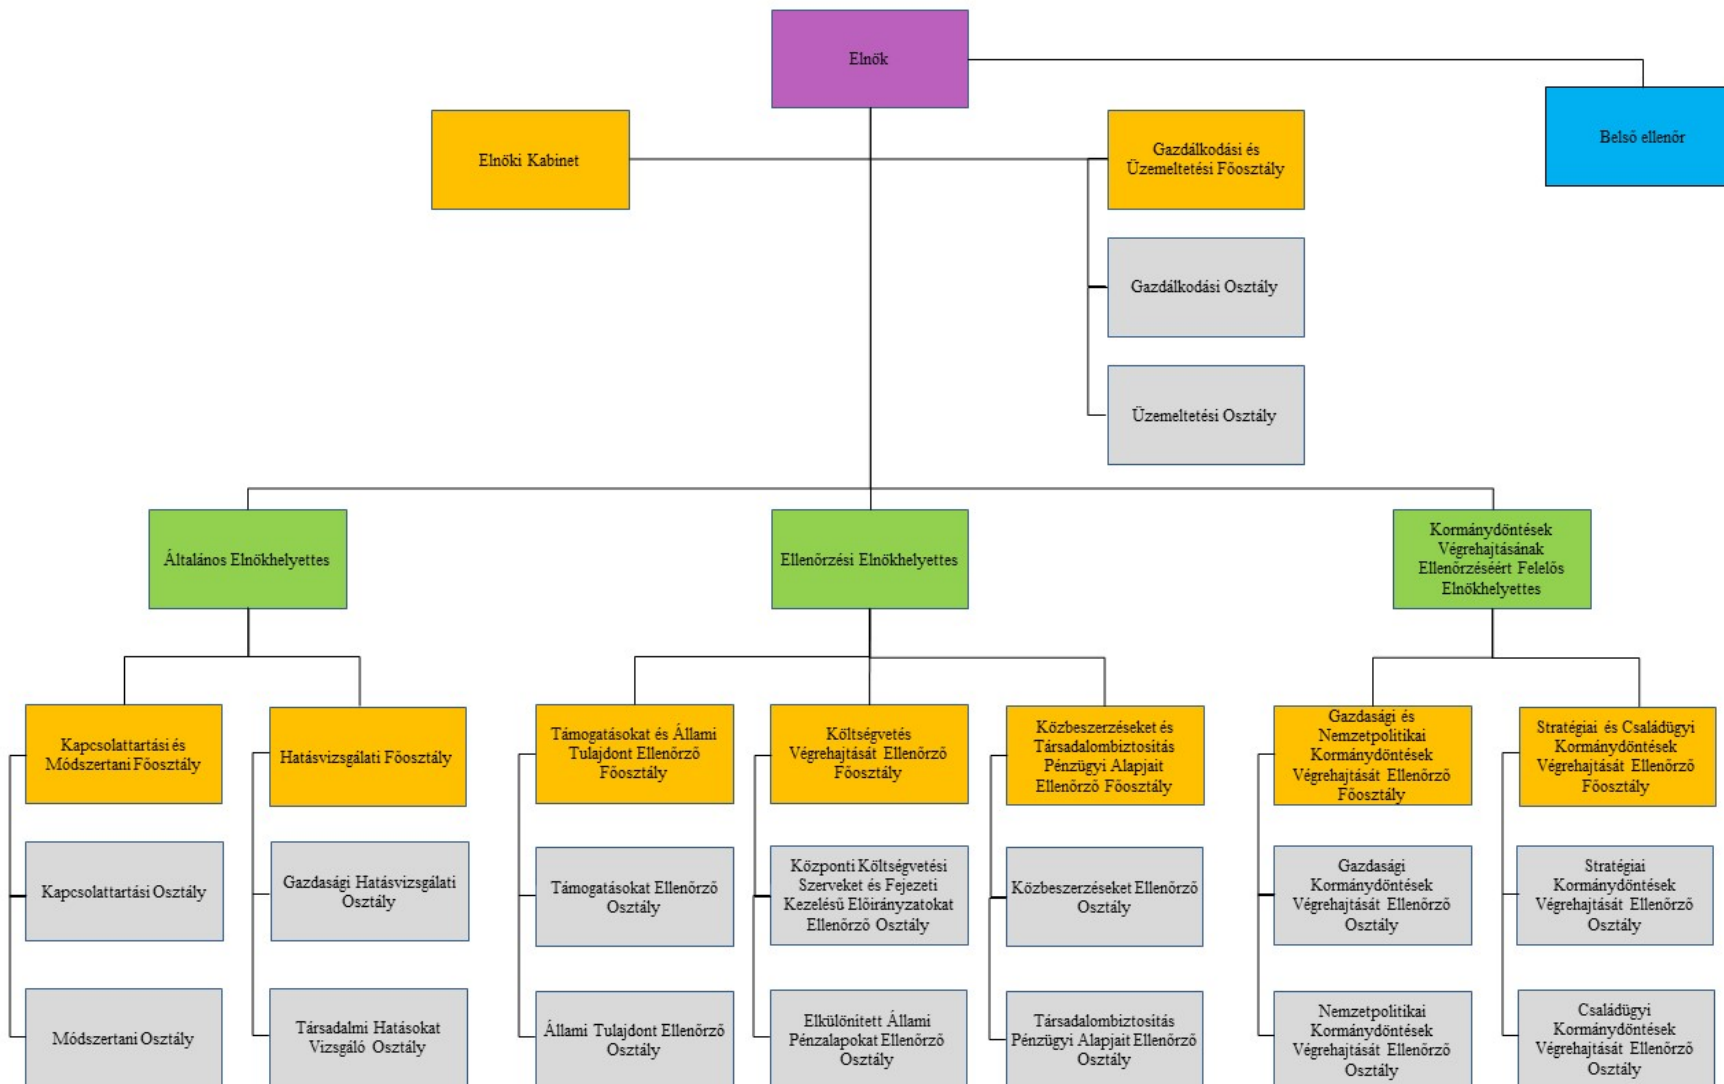 Elnök
Belső ellenőr
Elnöki Kabinet
Gazdálkodási és
Üzemeltetési Főosztály
Gazdálkodási Osztály
Üzemeltetési Osztály
Általános Elnökhelyettes
Ellenőrzési Elnökhelyettes
Kormánydöntések
Végrehajtásának
Ellenőrzéséért Felelős
Elnökhelyettes
Kapcsolattartási és
Módszertani Főosztály
Hatásvizsgálati Főosztály
Támogatásokat és Állami
Tulajdont Ellenőrző
Főosztály
Költségvetés
Végrehajtását Ellenőrző
Főosztály
Közbeszerzéseket és
Társadalombiztosítás
Pénzügyi Alapjait
Ellenőrző Főosztály
Gazdasági és
Nemzetpolitikai
Kormánydöntések
Végrehajtását Ellenőrző
Főosztály
Stratégiai és Családügyi
Kormánydöntések
Végrehajtását Ellenőrző
Főosztály
Kapcsolattartási Osztály
Gazdasági Hatásvizsgálati
Osztály
Támogatásokat Ellenőrző
Osztály
Központi Költségvetési
Szerveket és Fejezeti
Kezelésű Előirányzatokat
Ellenőrző Osztály
Közbeszerzéseket Ellenőrző
Osztály
Gazdasági
Kormánydöntések
Végrehajtását Ellenőrző
Osztály
Stratégiai
Kormánydöntések
Végrehajtását Ellenőrző
Osztály
Módszertani Osztály
Társadalmi Hatásokat
Vizsgáló Osztály
Állami Tulajdont Ellenőrző
Osztály
Elkülönített Állami
Pénzalapokat Ellenőrző
Osztály
Társadalombiztosítás
Pénzügyi Alapjait Ellenőrző
Osztály
Nemzetpolitikai
Kormánydöntések
Végrehajtását Ellenőrző
Osztály
Családügyi
Kormánydöntések
Végrehajtását Ellenőrző
Osztály